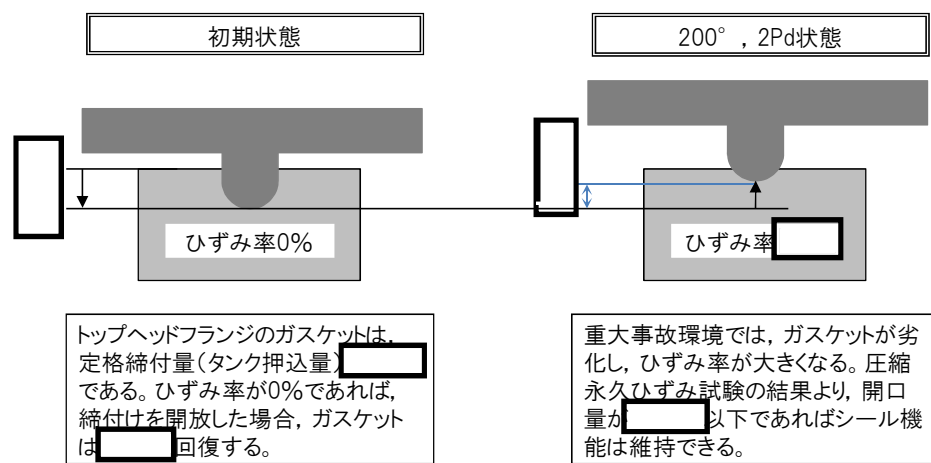 初期状態
200°，2Pd状態
ひずみ率0%
ひずみ率
トップヘッドフランジのガスケットは，
定格締付量(タンク押込量)
である。ひずみ率が0%であれば，
締付けを開放した場合，ガスケット
は回復する。
重大事故環境では，ガスケットが劣
化し，ひずみ率が大きくなる。圧縮
永久ひずみ試験の結果より，開口
量が以下であればシール機
能は維持できる。